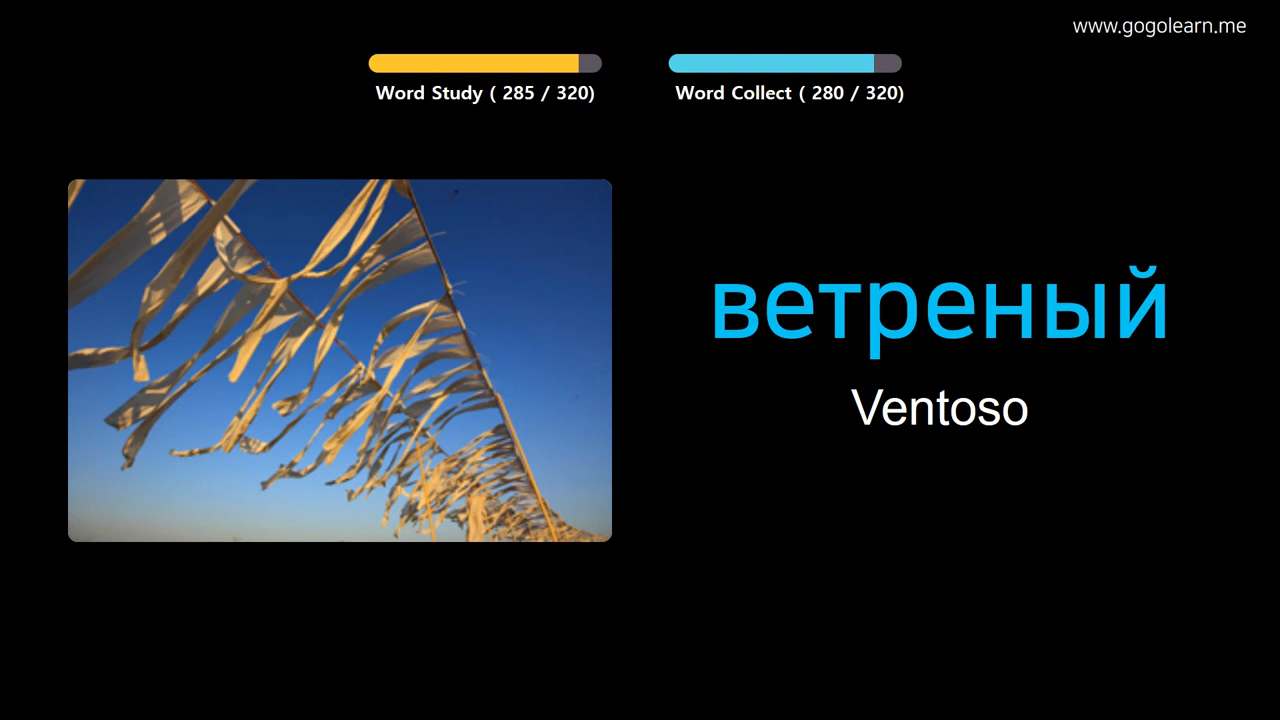 www.gogolearn.me
Word Study ( 285 / 320)
Word Collect ( 280 / 320)
ветреный
Ventoso